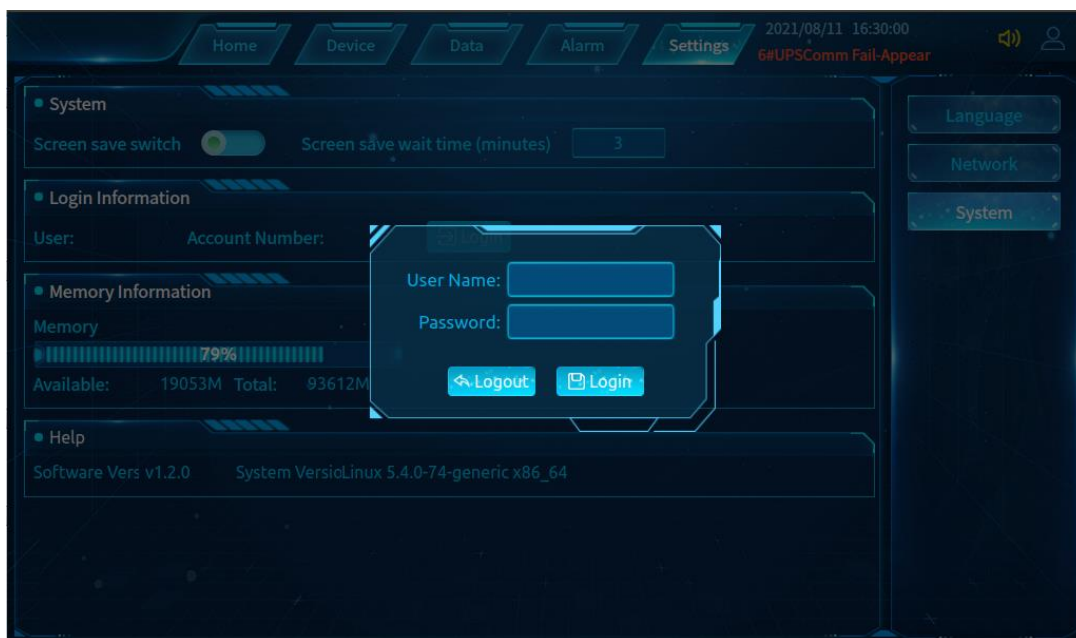 Home Device Data Alarm Settings
2021/08/11 16:30:00
6#UPSComm Fail-Appear
System
Screen save switch
Screen save wait time (minutes) 3
Login Information
User: Account Number: Login
Memory Information
Memory
79%
Available: 19053M Total: 93612M
Help
Software Vers v1.2.0 System VersioLinux 5.4.0-74-generic x86_64
User Name:
Password:
Logout Login
Language
Network
System